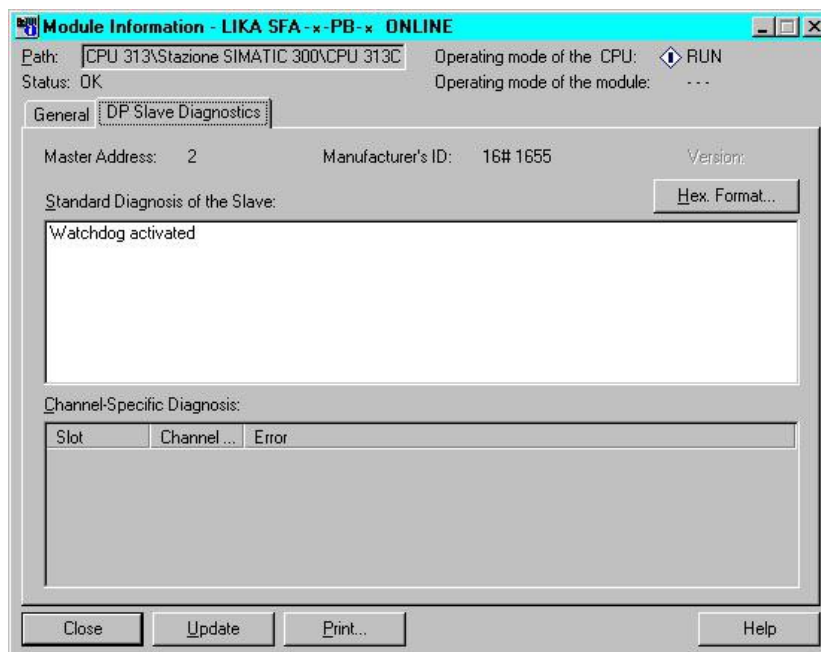 Module Information - LIKA SFA-x-PB-x ONLINE
Path: CPU 313\Stazione SIMATIC 300\CPU 313C Operating mode of the CPU: RUN
Status: OK Operating mode of the module: ---
General DP Slave Diagnostics
Master Address: 2 Manufacturer's ID: 16# 1655 Version:
Standard Diagnosis of the Slave: Hex. Format...
Watchdog activated
Channel-Specific Diagnosis:
Slot Channel ... Error
Close Update Print... Help